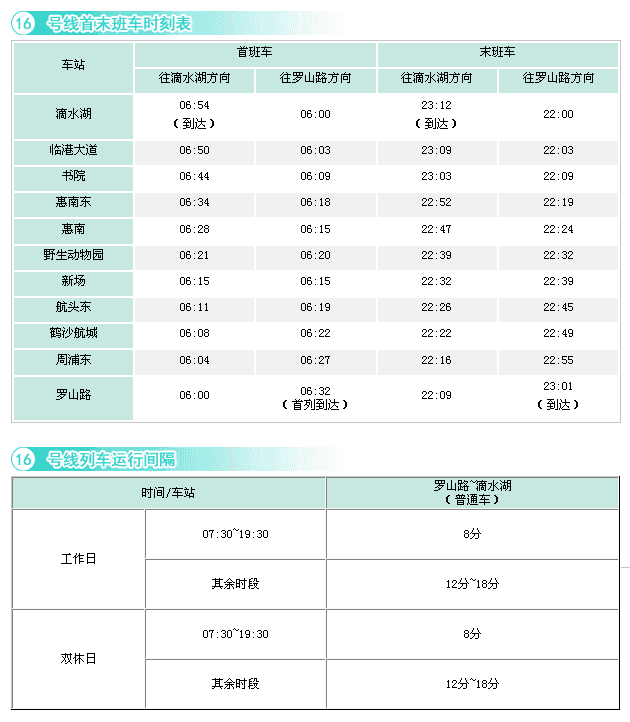 16 号线首末班车时刻表
车站 首班车 末班车
往滴水湖方向 往罗山路方向 往滴水湖方向 往罗山路方向
滴水湖 06:54 (到达) 06:00 23:12 (到达) 22:00
临港大道 06:50 06:03 23:09 22:03
书院 06:44 06:09 23:03 22:09
惠南东 06:34 06:18 22:52 22:19
惠南 06:28 06:15 22:47 22:24
野生动物园 06:21 06:20 22:39 22:32
新场 06:15 06:15 22:32 22:39
航头东 06:11 06:19 22:26 22:45
鹤沙航城 06:08 06:22 22:22 22:49
周浦东 06:04 06:27 22:16 22:55
罗山路 06:00 06:32 (首列到达) 22:09 23:01 (到达)
16 号线列车运行间隔
时间/车站 罗山路~滴水湖 (普通车)
工作日 07:30~19:30 8分
其余时段 12分~18分
双休日 07:30~19:30 8分
其余时段 12分~18分